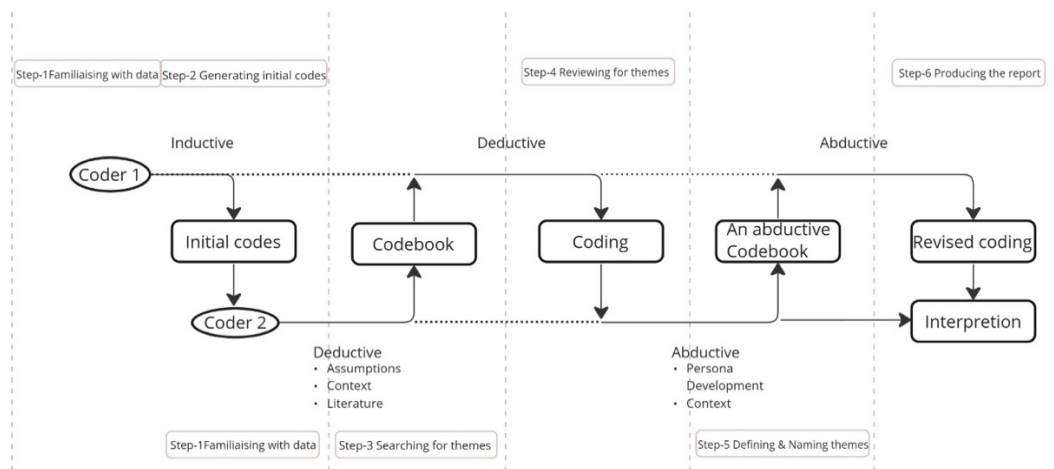 Step-1Familiaising with data
Step-2 Generating initial codes
Step-4 Reviewing for themes
Step-6 Producing the report
Inductive
Deductive
Abductive
Coder 1
Initial codes
Codebook
Coding
An abductive
Codebook
Revised coding
Coder 2
Interpretion
Deductive
• Assumptions
• Context
• Literature
Abductive
• Persona
Development
• Context
Step-1Familiaising with data
Step-3 Searching for themes
Step-5 Defining & Naming themes